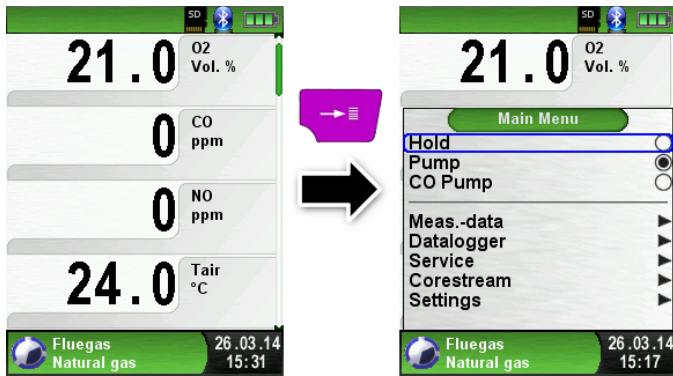 SD
21.0 O2
Vol. %
0 CO
ppm
0 NO
ppm
24.0 Tair
°C
Fluegas 26.03.14
Natural gas 15:31
SD
21.0 O2
Vol. %
Main Menu
Hold
Pump
CO Pump
Meas.-data
Datalogger
Service
Corestream
Settings
Fluegas 26.03.14
Natural gas 15:17